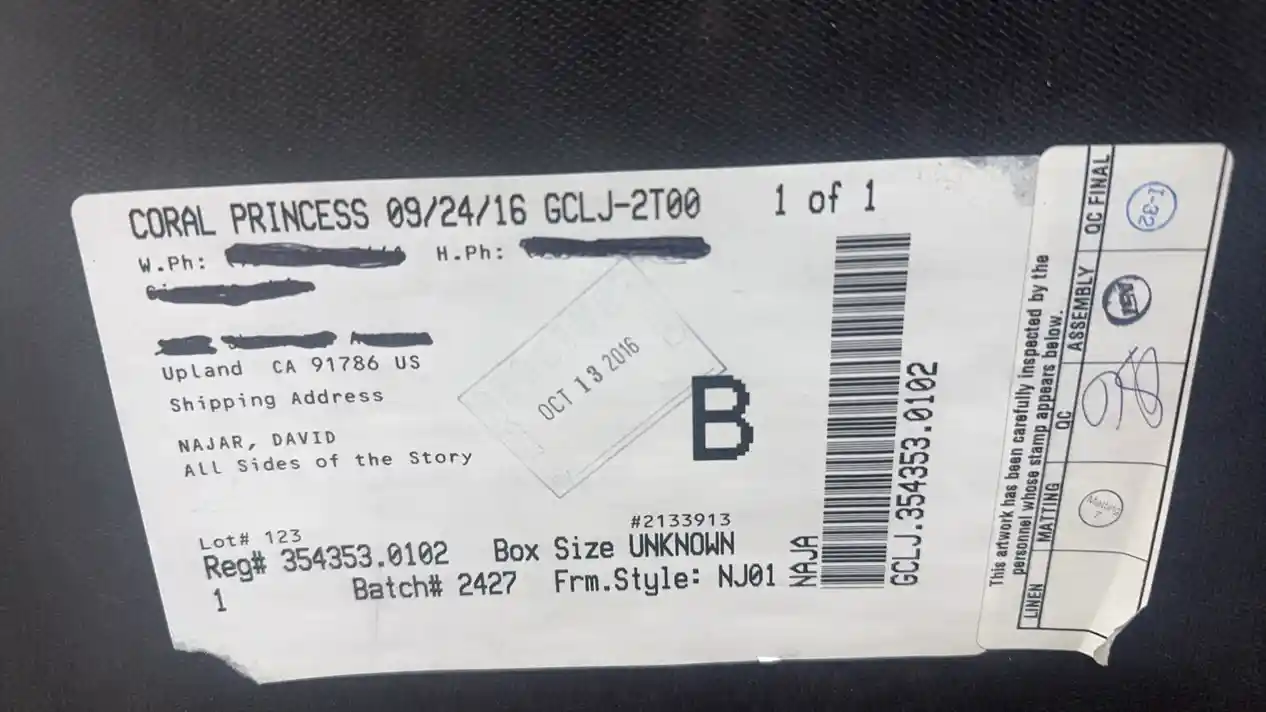 CORAL PRINCESS 09/24/16 GCLJ-2T00 1 of 1
W.Ph: H.Ph:
Upland CA 91786 US
Shipping Address
NAJAR, DAVID
ALL Sides of the Story
OCT 13 2016
B
Lot# 123
#2133913
Reg# 354353.0102 Box Size UNKNOWN
1 Batch# 2427 Frm.Style: NJ01
NAJA
GCLJ.354353.0102
This artwork has been carefully inspected by the
personnel whose stamp appears below.
LINEN MATTING QC ASSEMBLY QC FINAL
Matting
7
I-32